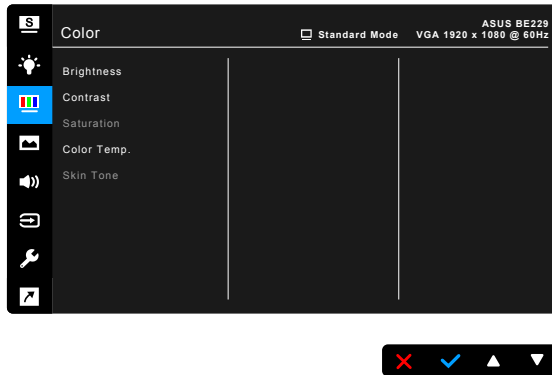 S
Color
Standard Mode
ASUS BE229
VGA 1920 x 1080 @ 60Hz
Brightness
Contrast
Saturation
Color Temp.
Skin Tone